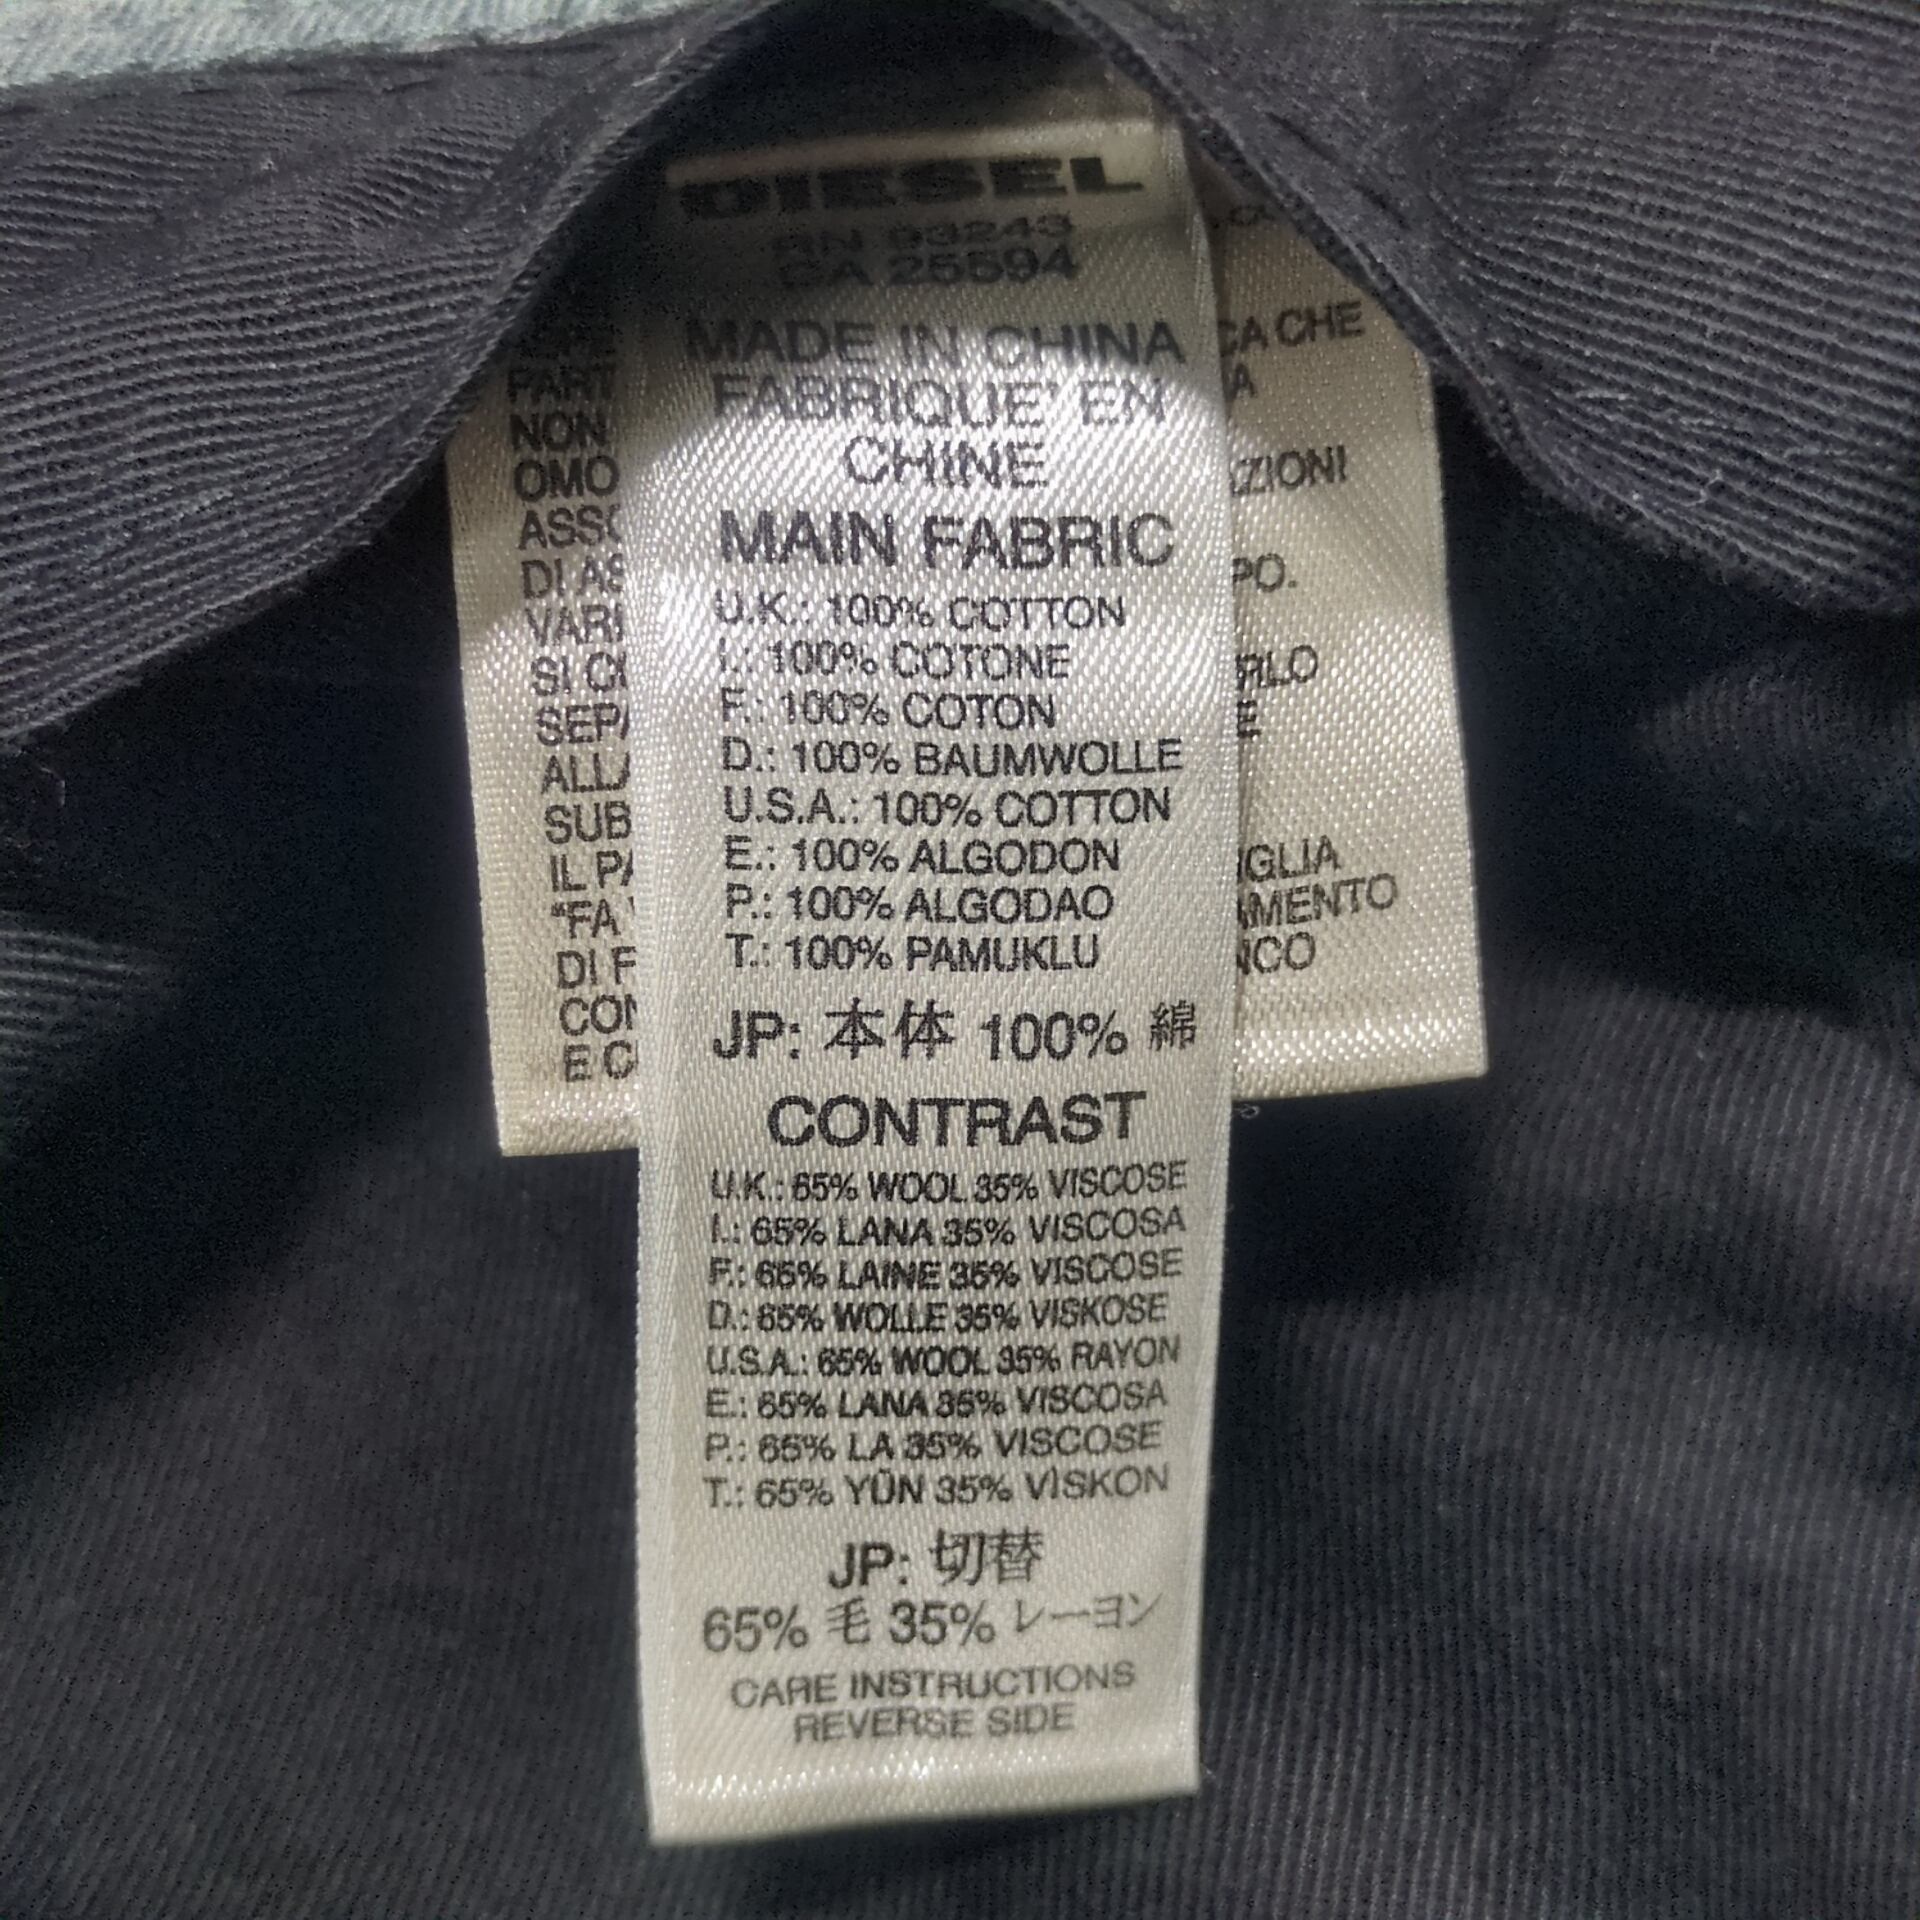 DIESEL
RN 93243
CA 25594
MADE IN CHINA
FABRIQUE' EN
CHINE
MAIN FABRIC
U.K.: 100% COTTON
I.: 100% COTONE
F.: 100% COTON
D.: 100% BAUMWOLLE
U.S.A.: 100% COTTON
E.: 100% ALGODON
P.: 100% ALGODAO
T.: 100% PAMUKLU
JP: 本体 100% 綿
CONTRAST
U.K.: 65% WOOL 35% VISCOSE
I.: 65% LANA 35% VISCOSA
F.: 65% LAINE 35% VISCOSE
D.: 65% WOLLE 35% VISKOSE
U.S.A.: 65% WOOL 35% RAYON
E.: 65% LANA 35% VISCOSA
P.: 65% LA 35% VISCOSE
T.: 65% YÜN 35% VISKON
JP: 切替
65% 毛 35% レーヨン
CARE INSTRUCTIONS
REVERSE SIDE
NON
SUB
DI F
CHE